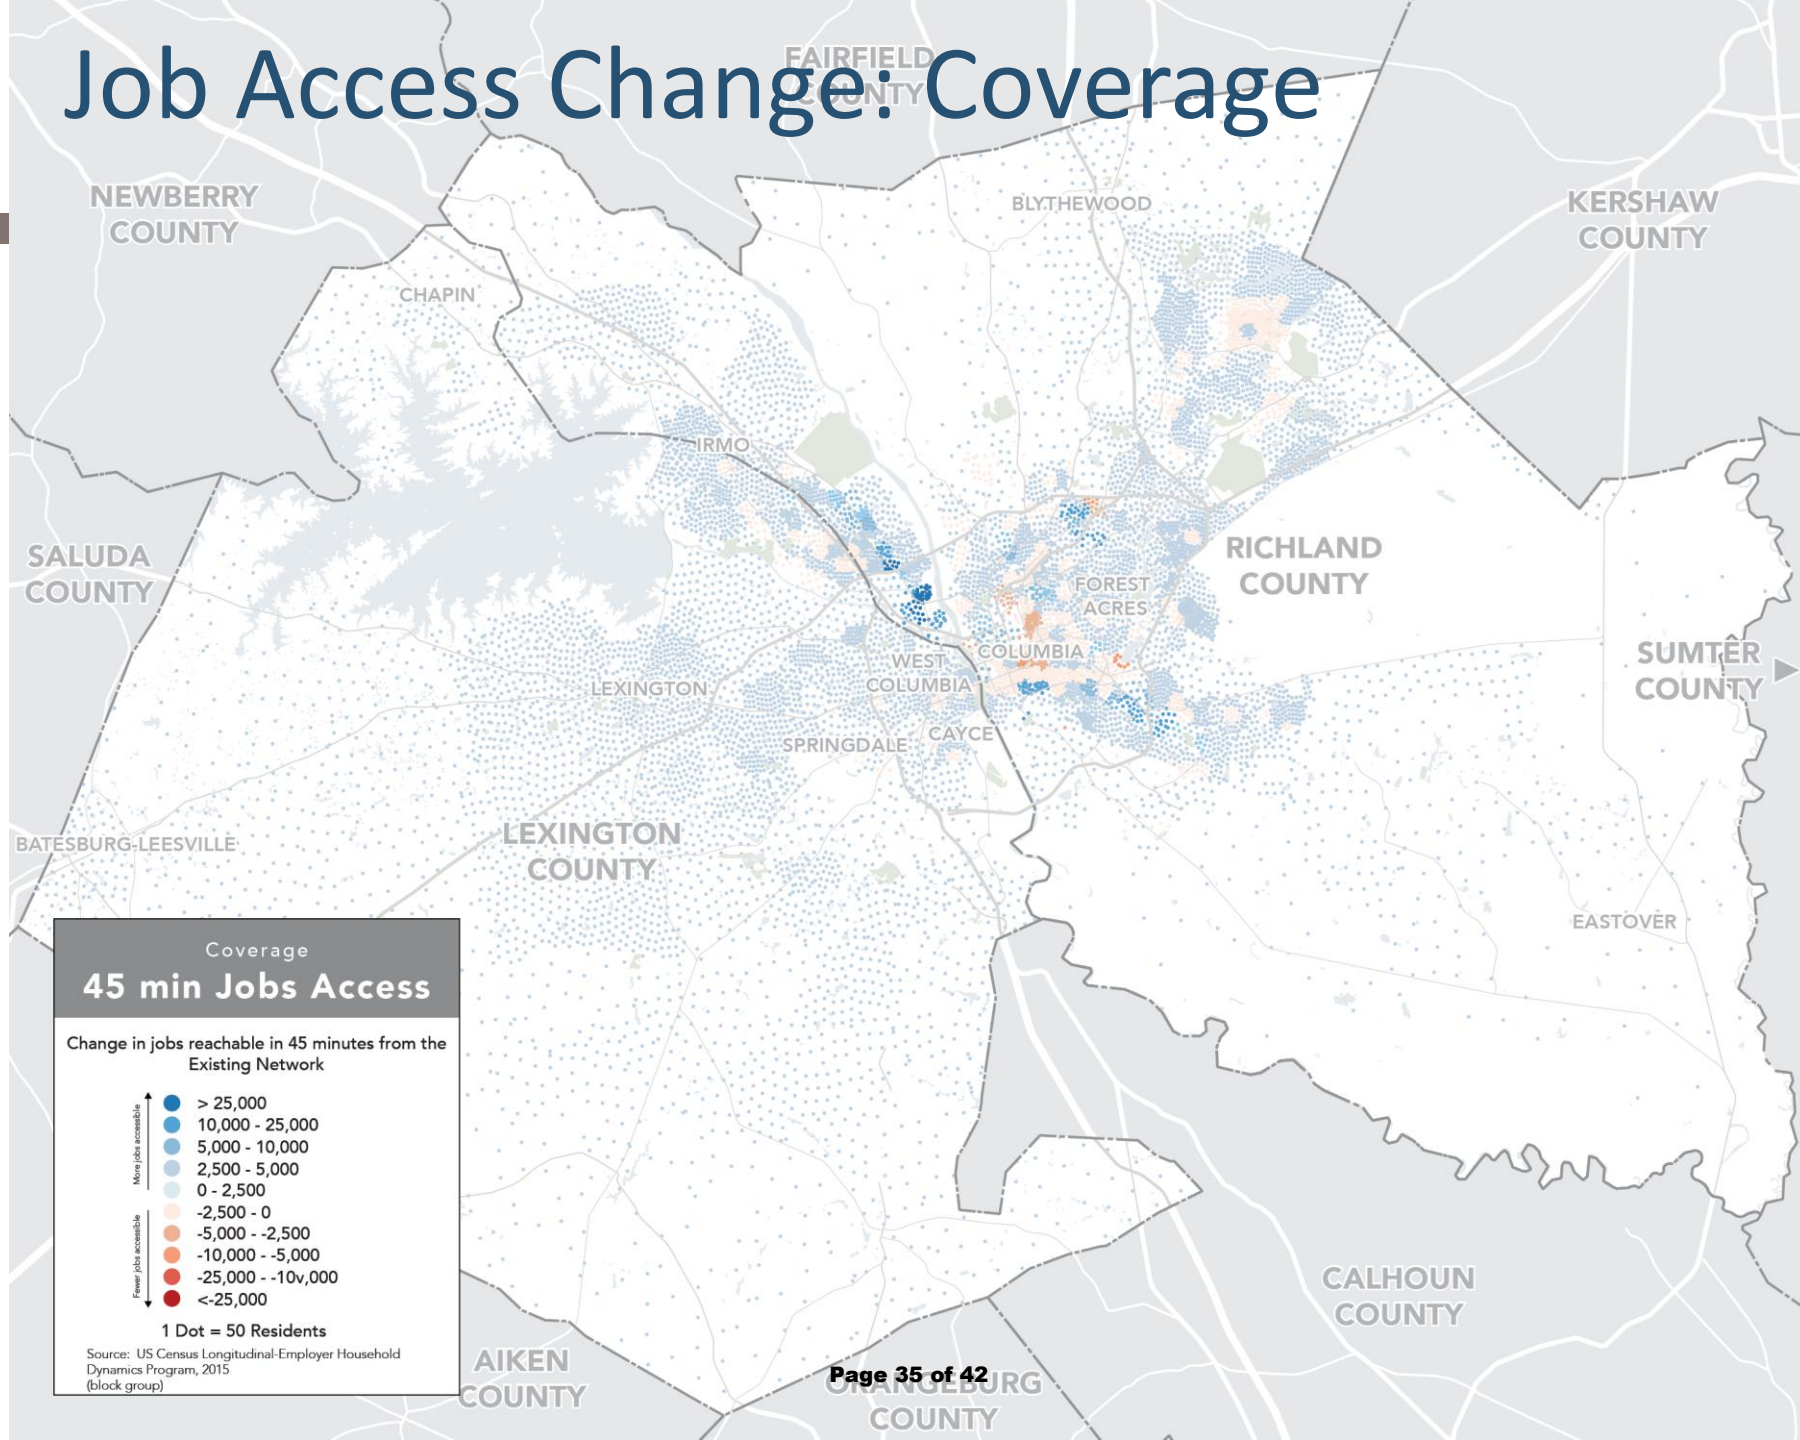 Job Access Change: Coverage
FAIRFIELD
COUNTY
NEWBERRY
COUNTY
KERSHAW
COUNTY
BLYTHEWOOD
CHAPIN
IRMO
SALUDA
COUNTY
RICHLAND
COUNTY
FOREST
ACRES
SUMTER
COUNTY
COLUMBIA
WEST
COLUMBIA
LEXINGTON
CAYCE
SPRINGDALE
LEXINGTON
COUNTY
BATESBURG-LEESVILLE
EASTOVER
Coverage
45 min Jobs Access
Change in jobs reachable in 45 minutes from the
Existing Network
More jobs accessible
> 25,000
10,000 - 25,000
5,000 - 10,000
2,500 - 5,000
0 - 2,500
Fewer jobs accessible
-2,500 - 0
-5,000 - -2,500
-10,000 - -5,000
-25,000 - -10v,000
<-25,000
1 Dot = 50 Residents
Source: US Census Longitudinal-Employer Household
Dynamics Program, 2015
(block group)
CALHOUN
COUNTY
AIKEN
COUNTY
Page 35 of 42
ORANGEBURG
COUNTY